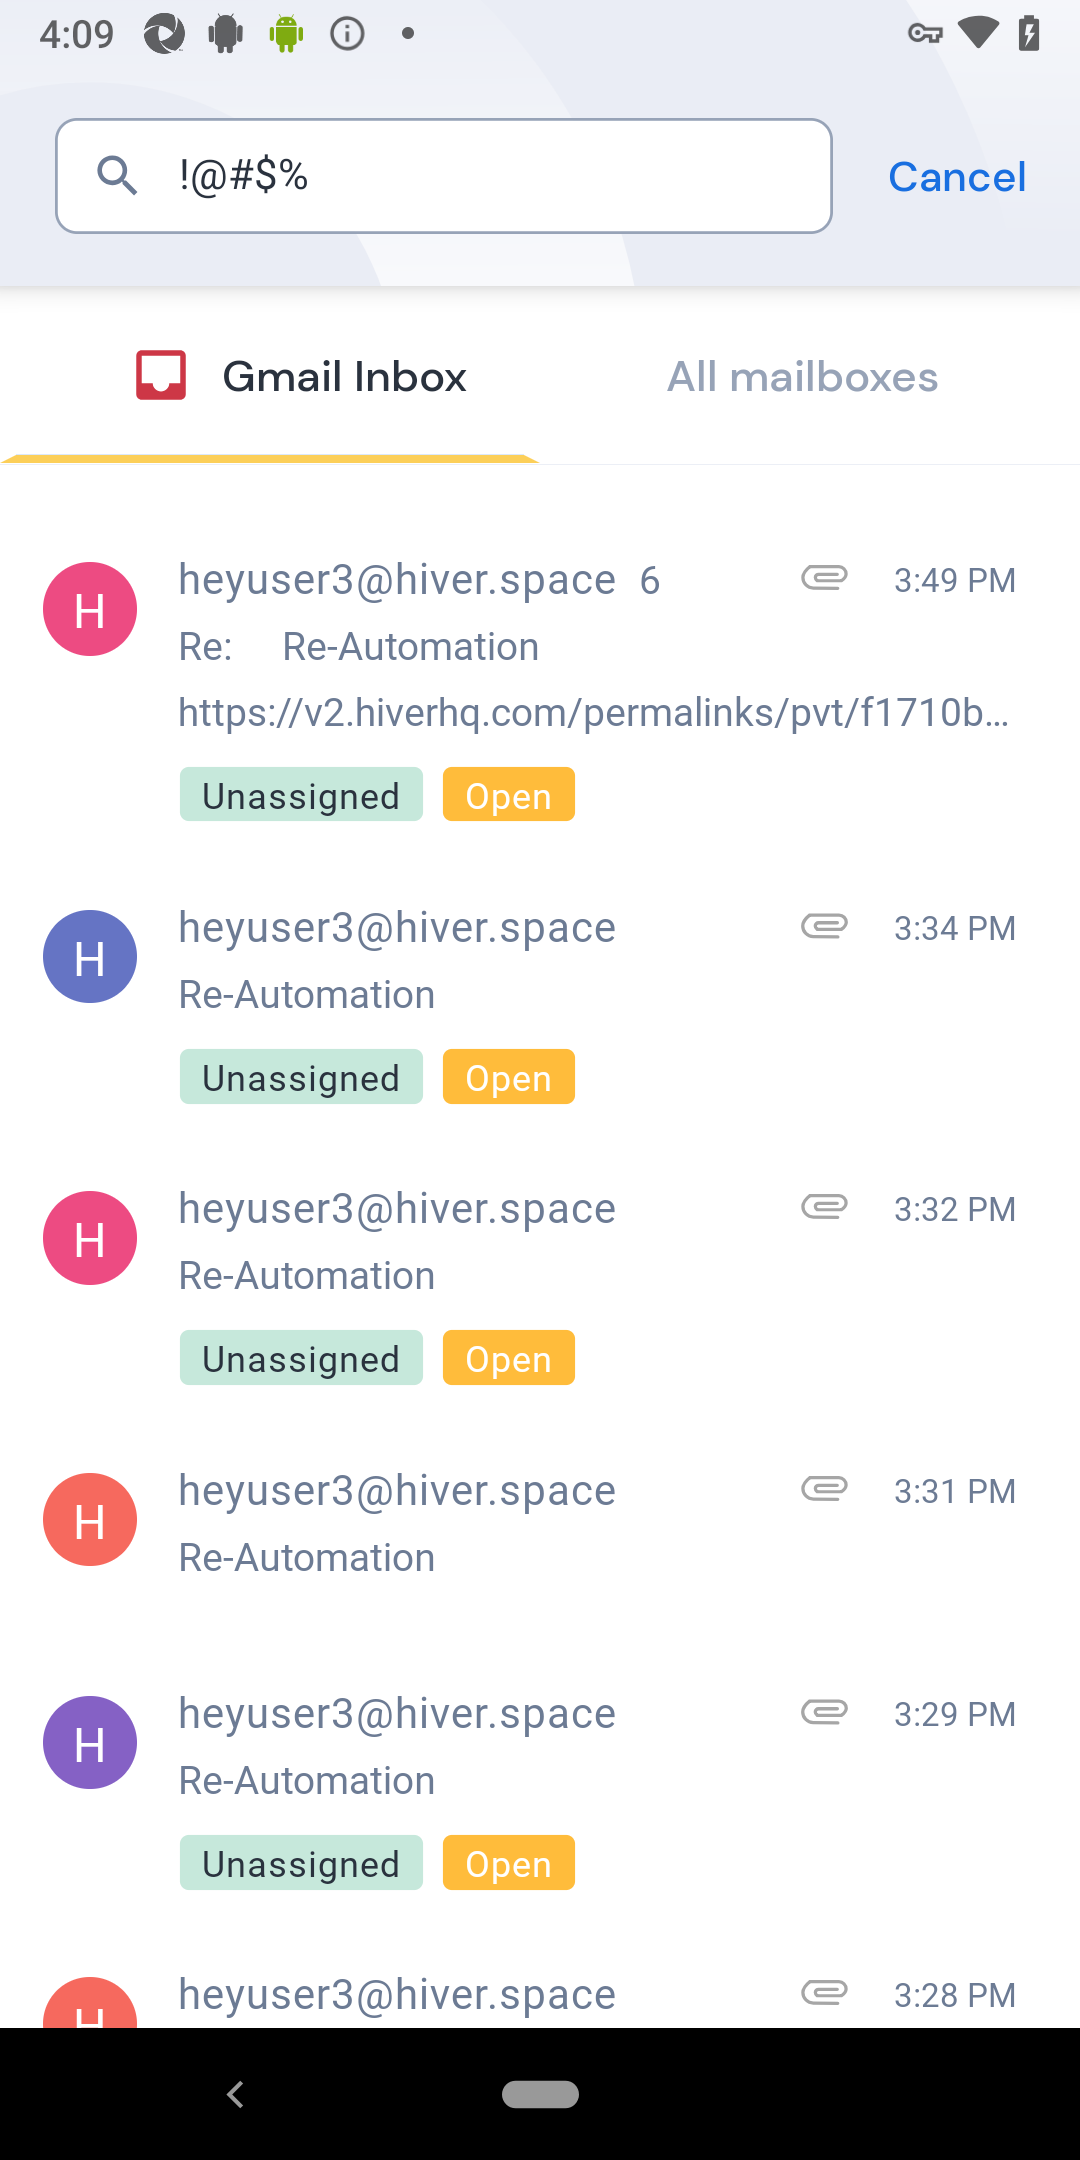 4:09
!@#$%
Cancel
Gmail Inbox
All mailboxes
H
heyuser3@hiver.space 6
3:49 PM
Re: Re-Automation
https://v2.hiverhq.com/permalinks/pvt/f1710b...
Unassigned
Open
H
heyuser3@hiver.space
3:34 PM
Re-Automation
Unassigned
Open
H
heyuser3@hiver.space
3:32 PM
Re-Automation
Unassigned
Open
H
heyuser3@hiver.space
3:31 PM
Re-Automation
H
heyuser3@hiver.space
3:29 PM
Re-Automation
Unassigned
Open
H
heyuser3@hiver.space
3:28 PM